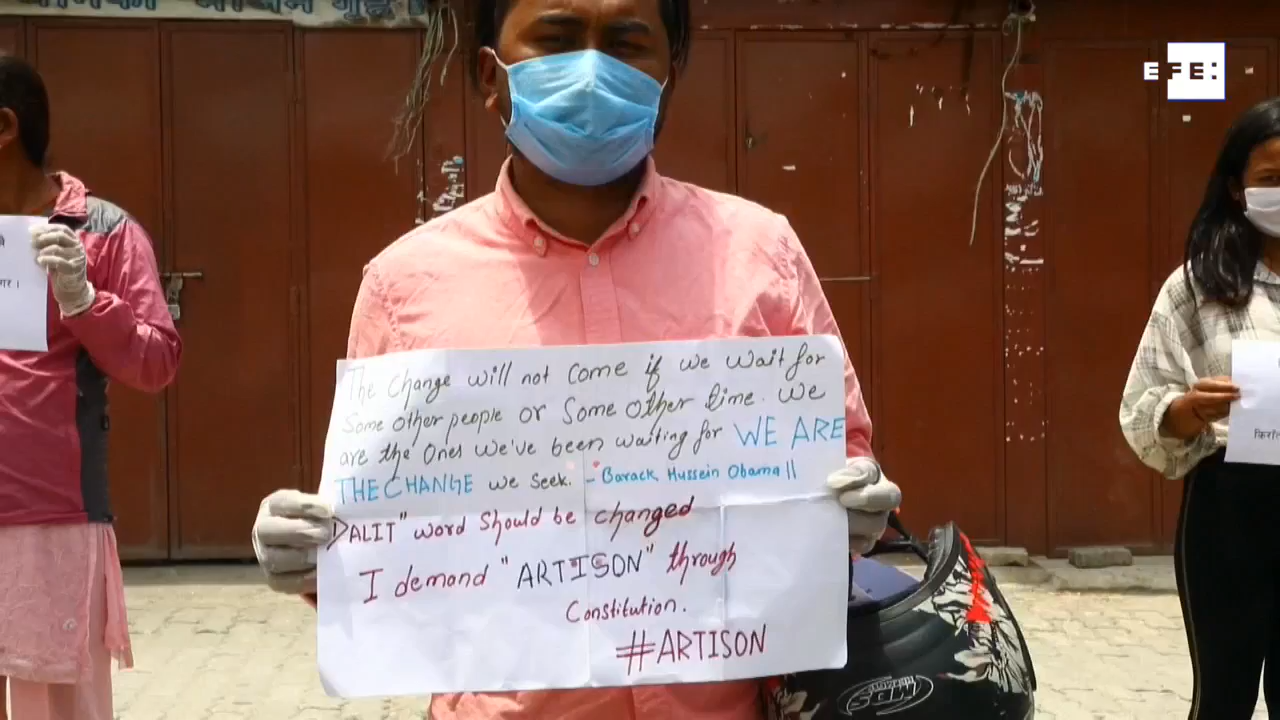 EFE:
The change will not come if we wait for
some other people or some other time. We
are the Ones we've been waiting for WE ARE
THE CHANGE we seek. - Barack Hussein Obama II
DALIT" word should be changed
I demand "ARTISON" through
Constitution.
#ARTISON
MDS